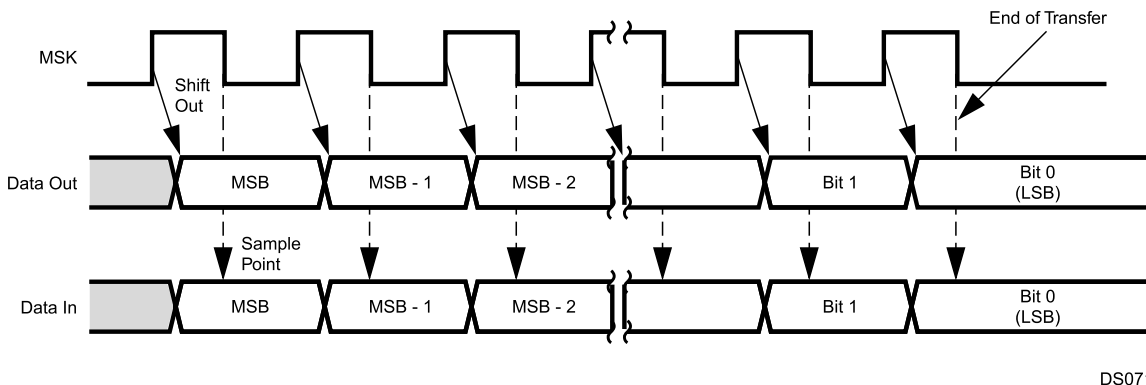 End of Transfer
MSK
Shift
Out
Data Out
MSB
MSB - 1
MSB - 2
Bit 1
Bit 0
(LSB)
Sample
Point
Data In
MSB
MSB - 1
MSB - 2
Bit 1
Bit 0
(LSB)
DS07